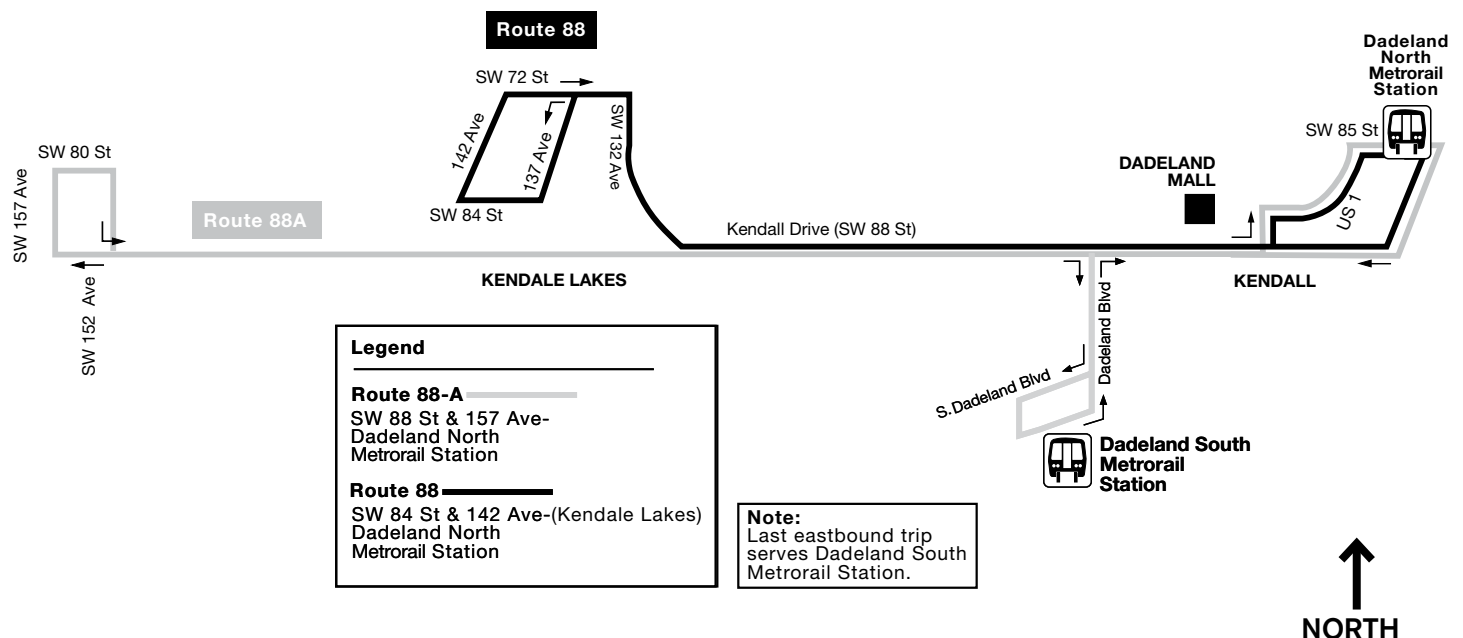 Route 88
Dadeland
North
Metrorail
Station
SW 72 St
SW 85 St
142 Ave
137 Ave
SW 132 Ave
SW 80 St
DADELAND
MALL
SW 157 Ave
Route 88A
SW 84 St
US 1
Kendall Drive (SW 88 St)
KENDALE LAKES
KENDALL
SW 152 Ave
Dadeland Blvd
S.Dadeland Blvd
Legend
Route 88-A
SW 88 St & 157 Ave-
Dadeland North
Metrorail Station
Route 88
SW 84 St & 142 Ave-(Kendale Lakes)
Dadeland North
Metrorail Station
Dadeland South
Metrorail
Station
Note:
Last eastbound trip
serves Dadeland South
Metrorail Station.
NORTH